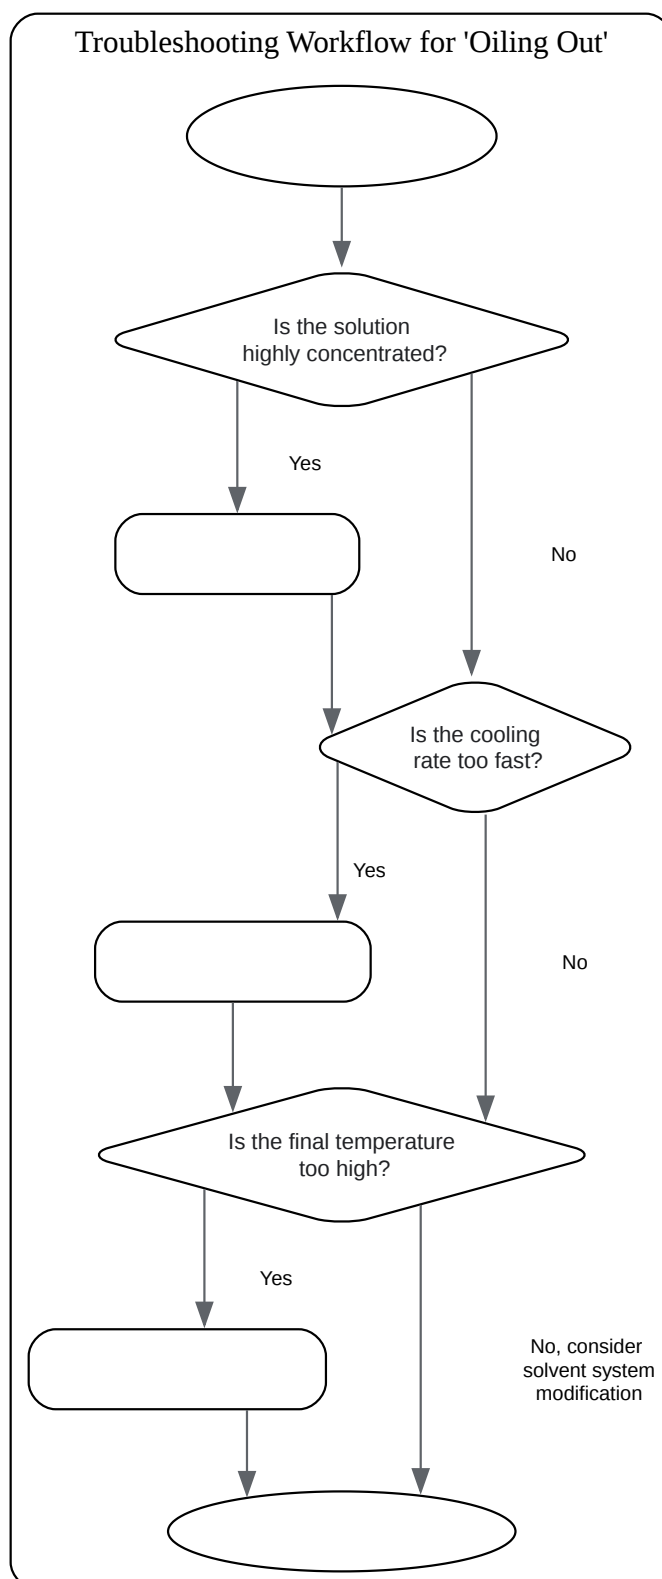 Troubleshooting Workflow for 'Oiling Out'
Is the solution
highly concentrated?
Yes
No
Is the cooling
rate too fast?
Yes
No
Is the final temperature
too high?
Yes
No, consider
solvent system
modification